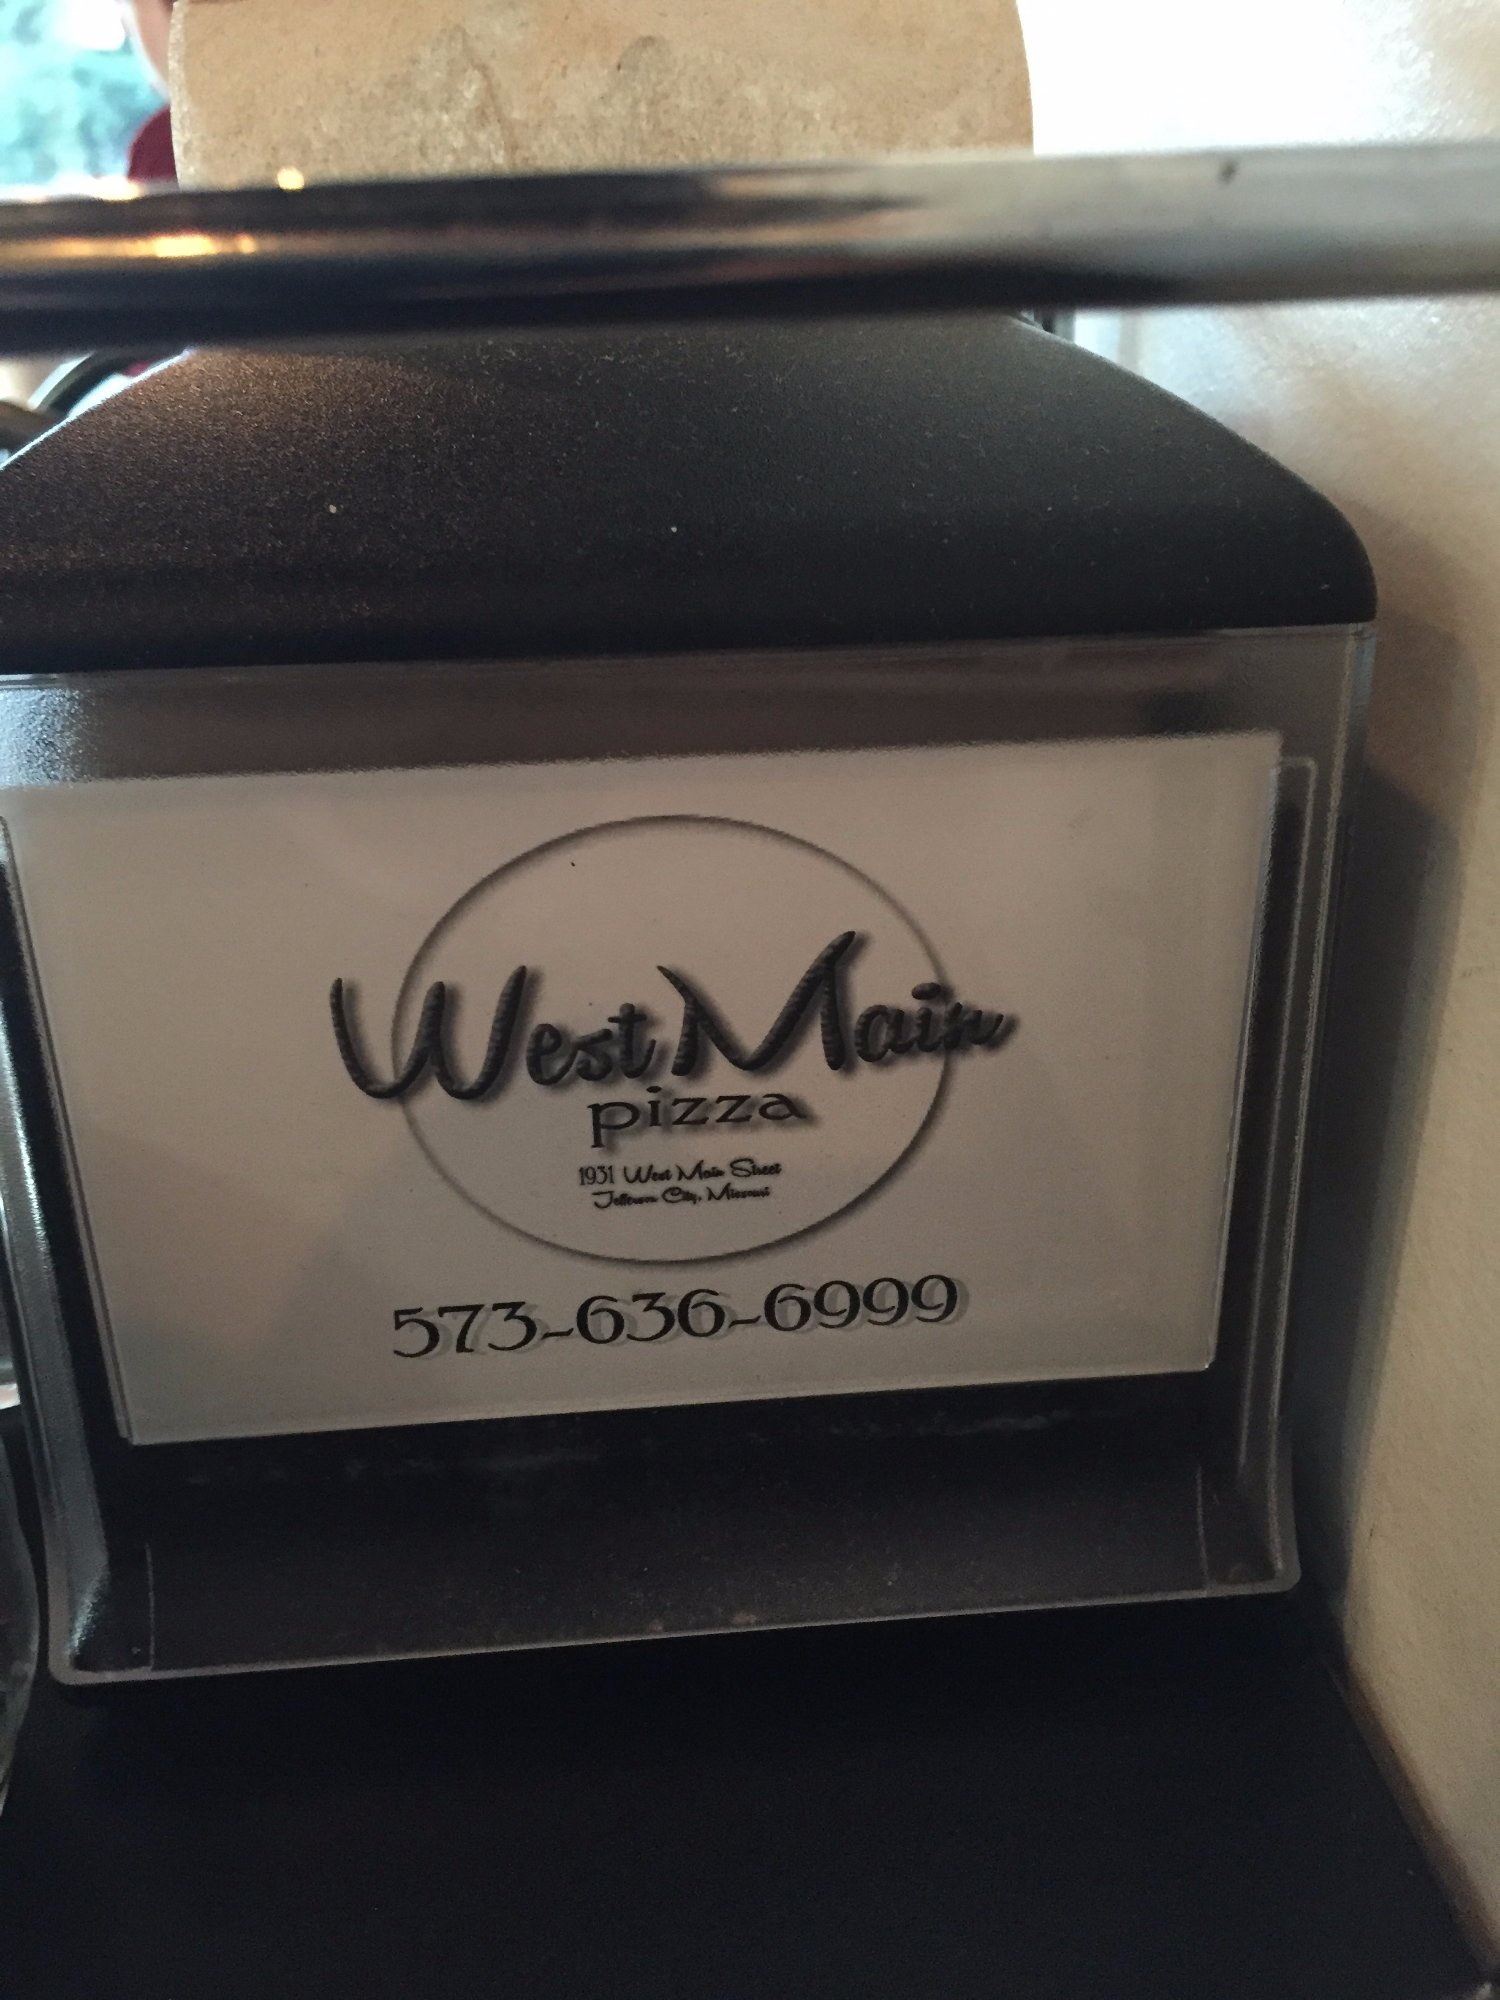 West Main
pizza
1931 West Main Street
Jefferson City, Missouri
573-636-6999